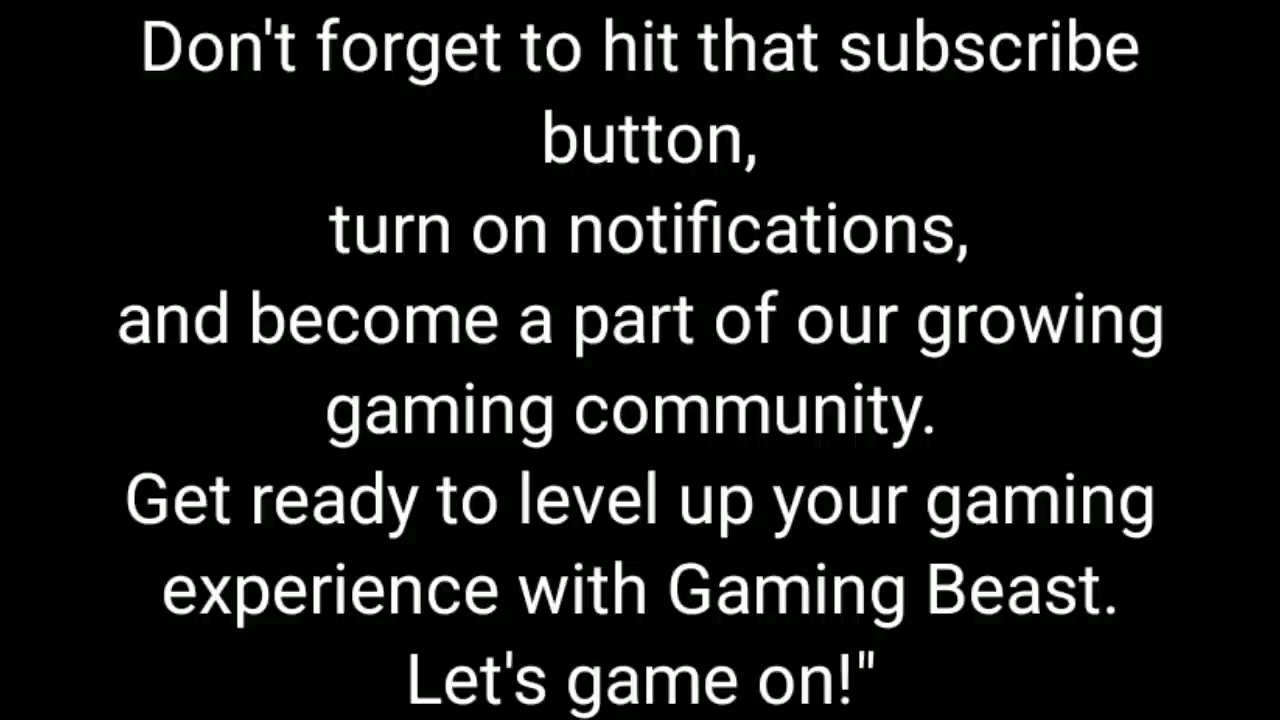 Don't forget to hit that subscribe
button,
turn on notifications,
and become a part of our growing
gaming community.
Get ready to level up your gaming
experience with Gaming Beast.
Let's game on!"